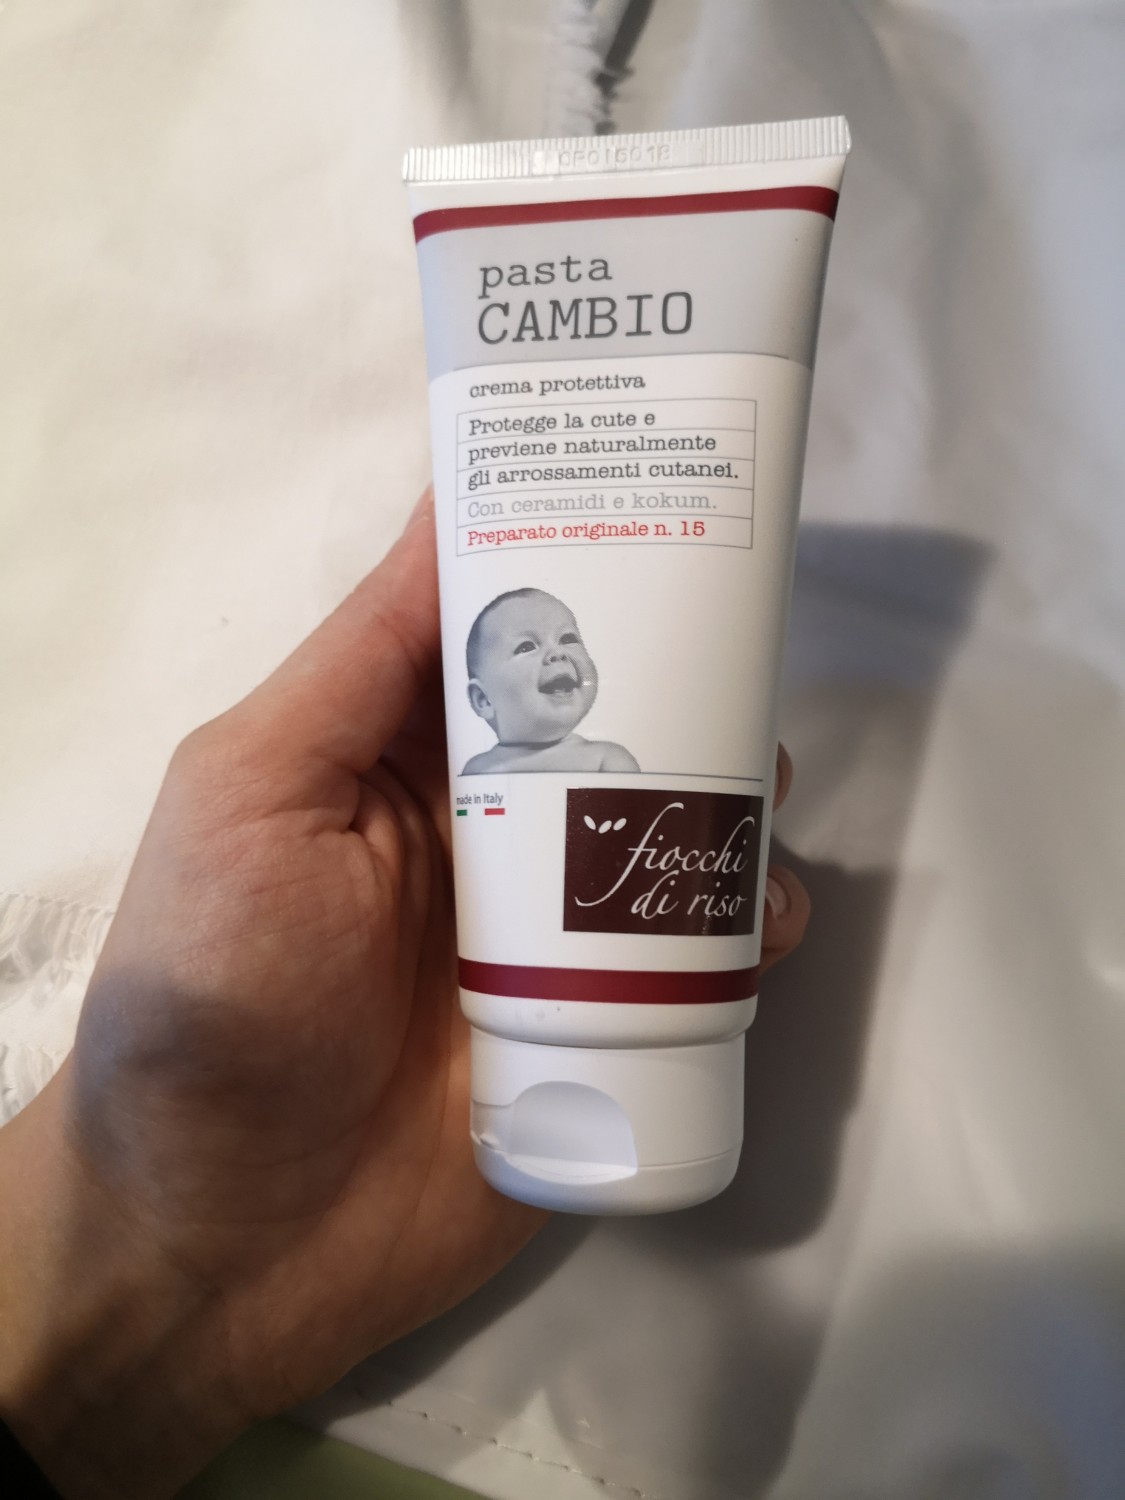 pasta
CAMBIO
crema protettiva
Protegge la cute e
previene naturalmente
gli arrossamenti cutanei.
Con ceramidi e kokum.
Preparato originale n. 15
made in Italy
fiocchi
di riso